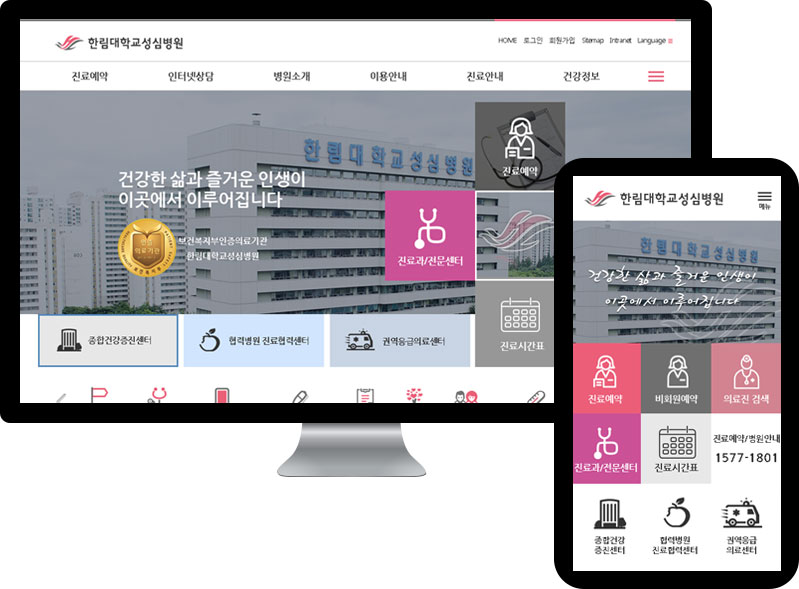 한림대학교성심병원
HOME 로그인 회원가입 Sitemap Intranet Language
진료예약 인터넷상담 병원소개 이용안내 진료안내 건강정보
한림대학교성심병원
건강한 삶과 즐거운 인생이
이곳에서 이루어집니다
의료기관
보건복지부인증의료기관
한림대학교성심병원
진료예약
진료과/전문센터
진료시간표
종합건강증진센터
협력병원 진료협력센터
권역응급의료센터
한림대학교성심병원
메뉴
한림대학교성심병원
건강한 삶과 즐거운 인생이
이곳에서 이루어집니다
진료예약
비회원예약
의료진 검색
진료과/전문센터
진료시간표
진료예약/병원안내
1577-1801
종합건강
증진센터
협력병원
진료협력센터
권역응급
의료센터